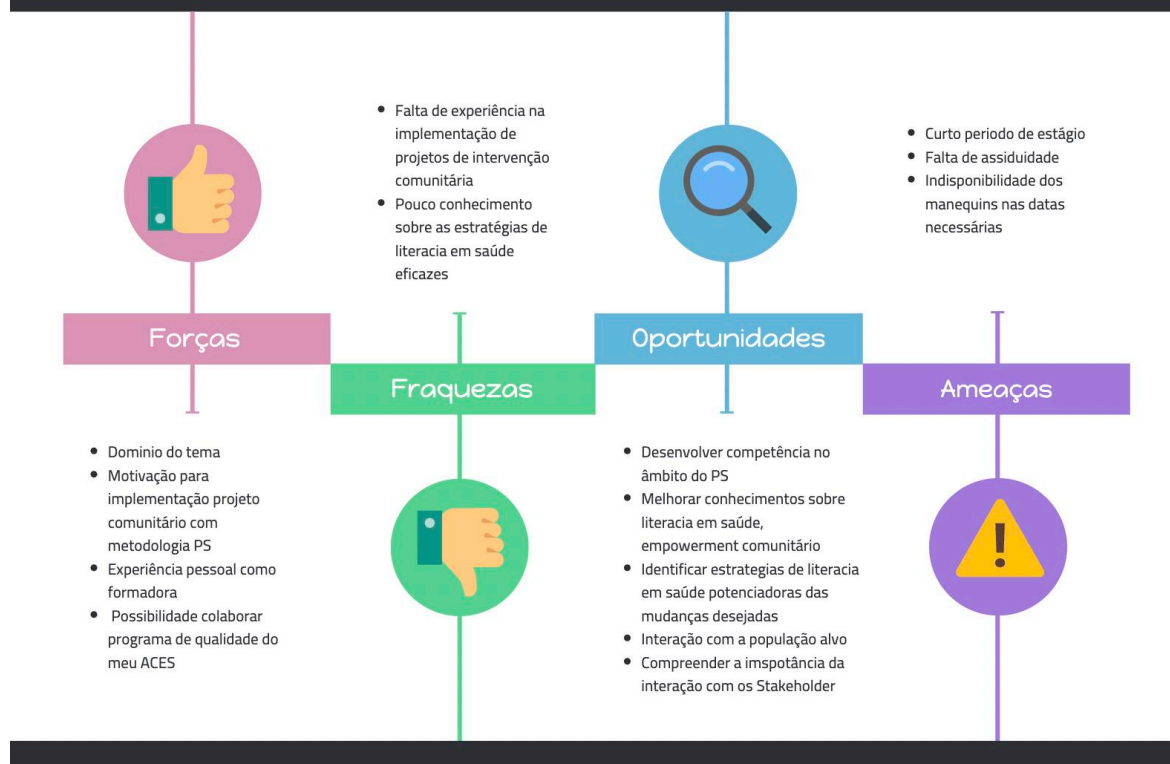 Forças
• Dominio do tema
• Motivação para
implementação projeto
comunitário com
metodologia PS
• Experiência pessoal como
formadora
• Possibilidade colaborar
programa de qualidade do
meu ACES
• Falta de experiência na
implementação de
projetos de intervenção
comunitária
• Pouco conhecimento
sobre as estratégias de
literacia em saúde
eficazes
Fraquezas
Oportunidades
• Desenvolver competência no
âmbito do PS
• Melhorar conhecimentos sobre
literacia em saúde,
empowerment comunitário
• Identificar estrategias de literacia
em saúde potenciadoras das
mudanças desejadas
• Interação com a população alvo
• Compreender a imspotância da
interação com os Stakeholder
• Curto periodo de estágio
• Falta de assiduidade
• Indisponibilidade dos
manequins nas datas
necessárias
Ameaças